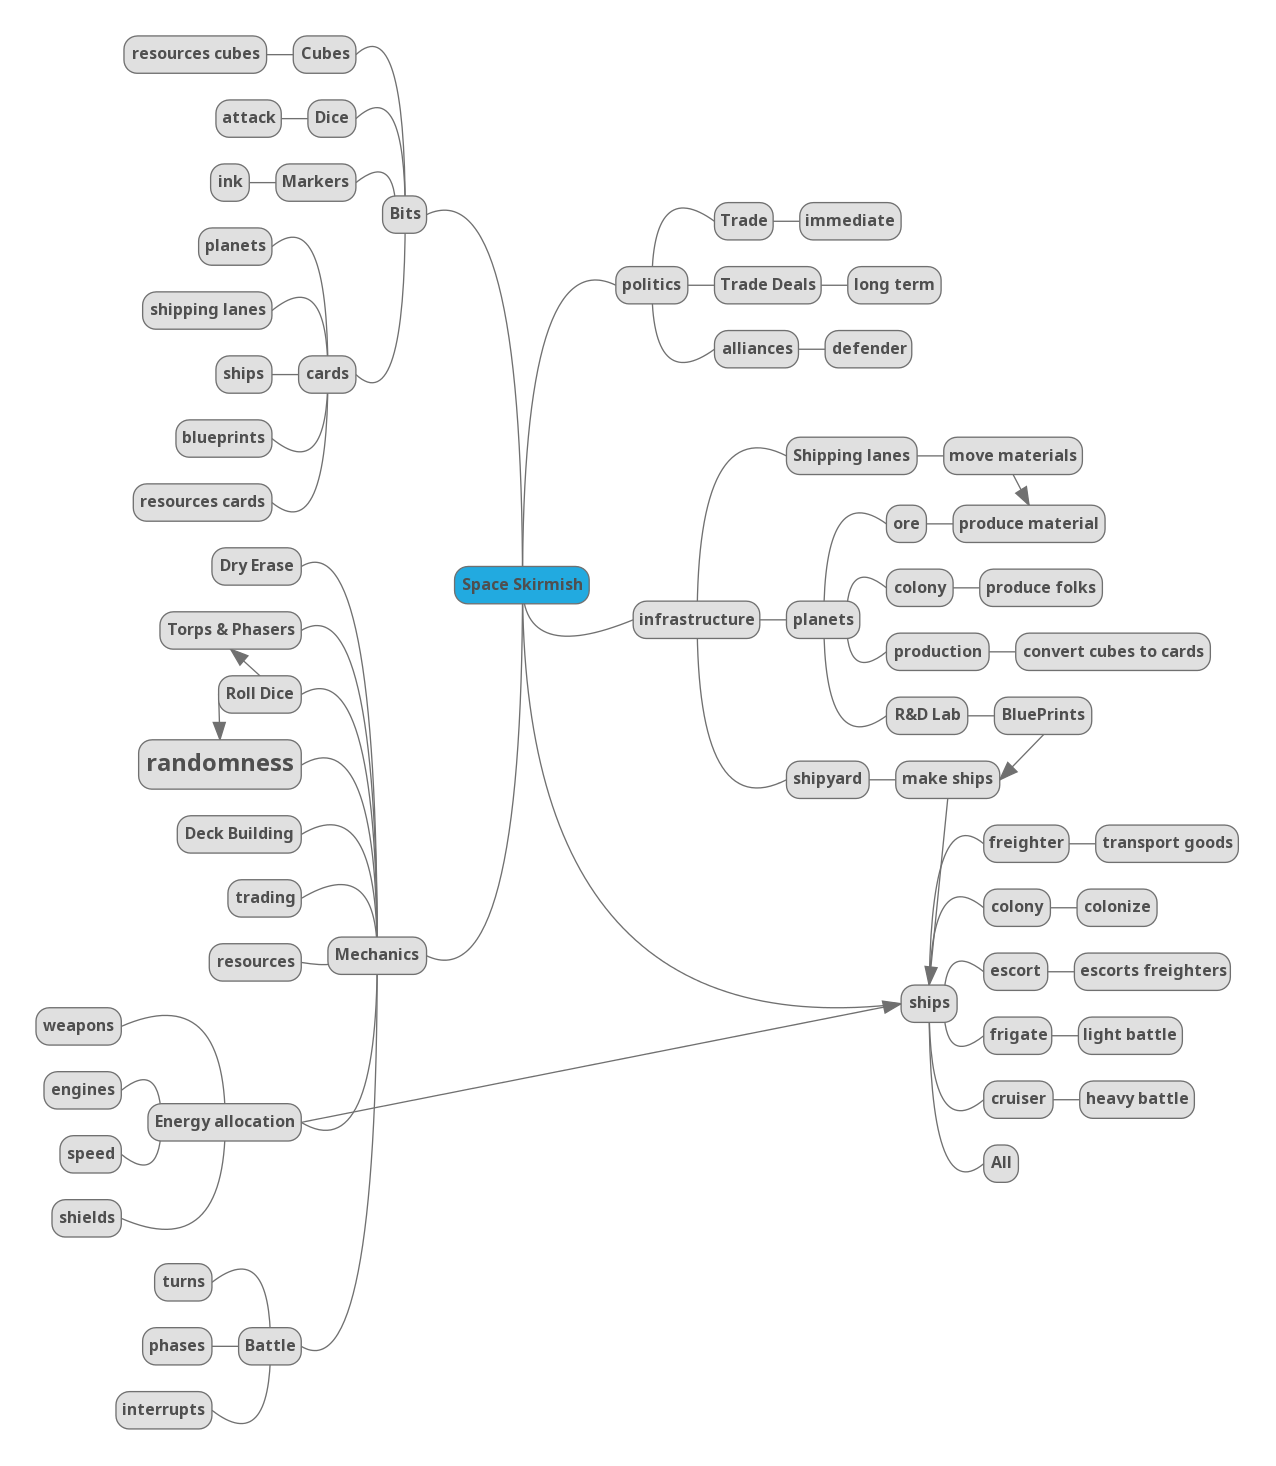 resources cubes
Cubes
attack
Dice
ink
Markers
Bits
planets
shipping lanes
ships
cards
blueprints
resources cards
Dry Erase
Torps & Phasers
Roll Dice
randomness
Deck Building
trading
resources
Mechanics
weapons
engines
Energy allocation
speed
shields
turns
phases
Battle
interrupts
Space Skirmish
politics
Trade
immediate
Trade Deals
long term
alliances
defender
infrastructure
Shipping lanes
move materials
planets
ore
produce material
colony
produce folks
production
convert cubes to cards
R&D Lab
BluePrints
shipyard
make ships
ships
freighter
transport goods
colony
colonize
escort
escorts freighters
frigate
light battle
cruiser
heavy battle
All